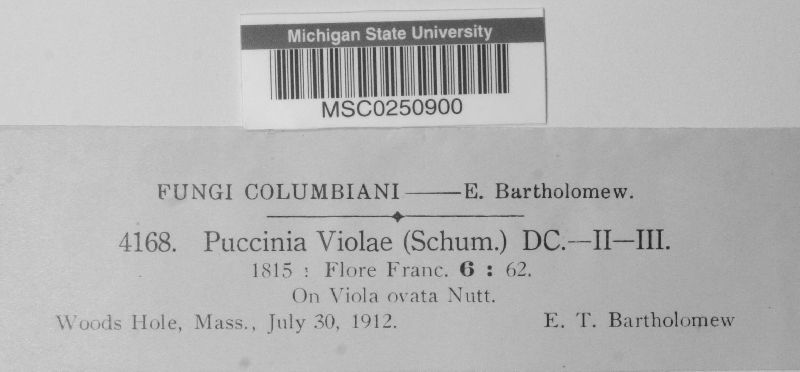 Michigan State University
MSC0250900
FUNGI COLUMBIANI——E. Bartholomew.
4168. Puccinia Violae (Schum.) DC.—II—III.
1815 : Flore Franc. 6 : 62.
On Viola ovata Nutt.
Woods Hole, Mass., July 30, 1912. E. T. Bartholomew